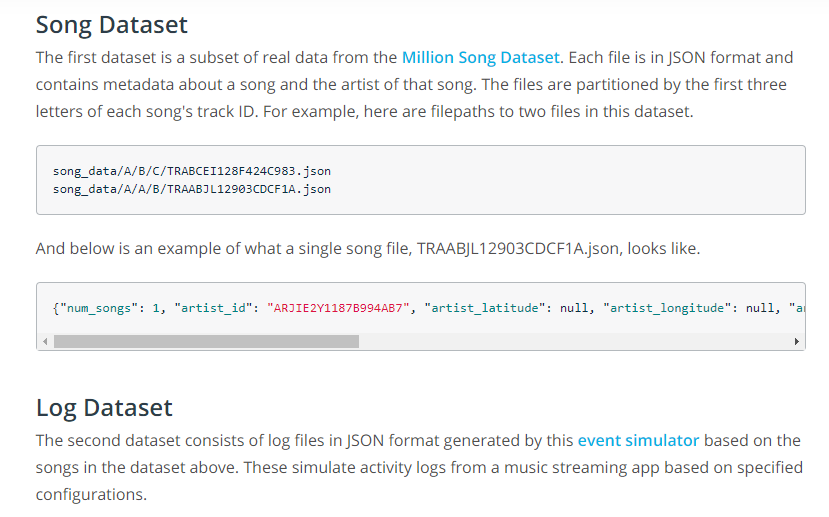 Song Dataset
The first dataset is a subset of real data from the Million Song Dataset. Each file is in JSON format and
contains metadata about a song and the artist of that song. The files are partitioned by the first three
letters of each song's track ID. For example, here are filepaths to two files in this dataset.
song_data/A/B/C/TRABCEI128F424C983.json
song_data/A/A/B/TRAABJL12903CDCF1A.json
And below is an example of what a single song file, TRAABJL12903CDCF1A.json, looks like.
{"num_songs": 1, "artist_id": "ARJIE2Y1187B994AB7", "artist_latitude": null, "artist_longitude": null, "a
Log Dataset
The second dataset consists of log files in JSON format generated by this event simulator based on the
songs in the dataset above. These simulate activity logs from a music streaming app based on specified
configurations.